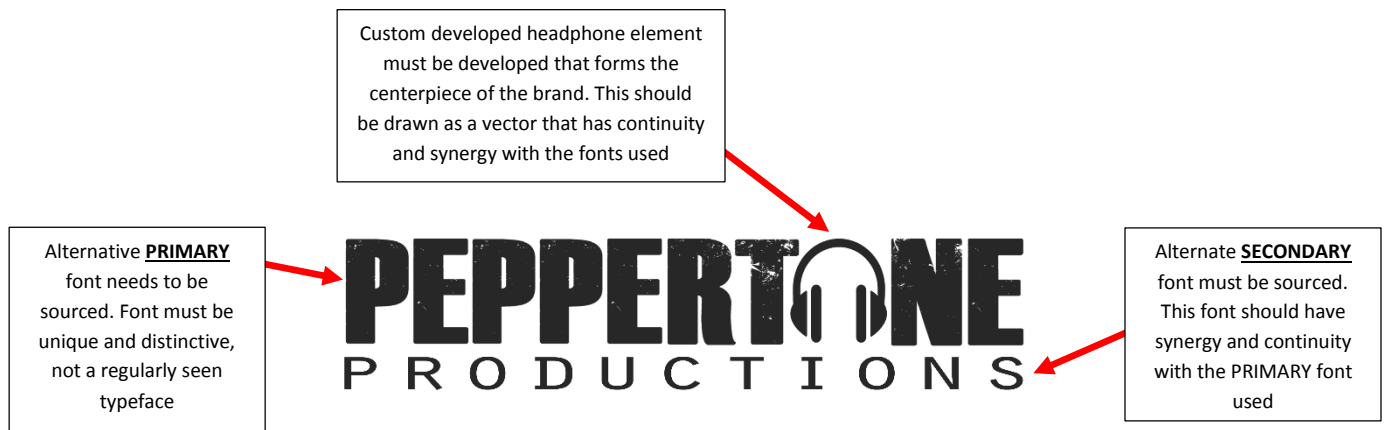 Custom developed headphone element
must be developed that forms the
centerpiece of the brand. This should
be drawn as a vector that has continuity
and synergy with the fonts used
Alternative PRIMARY
font needs to be
sourced. Font must be
unique and distinctive,
not a regularly seen
typeface
PEPPERTONE
PRODUCTIONS
Alternate SECONDARY
font must be sourced.
This font should have
synergy and continuity
with the PRIMARY font
used